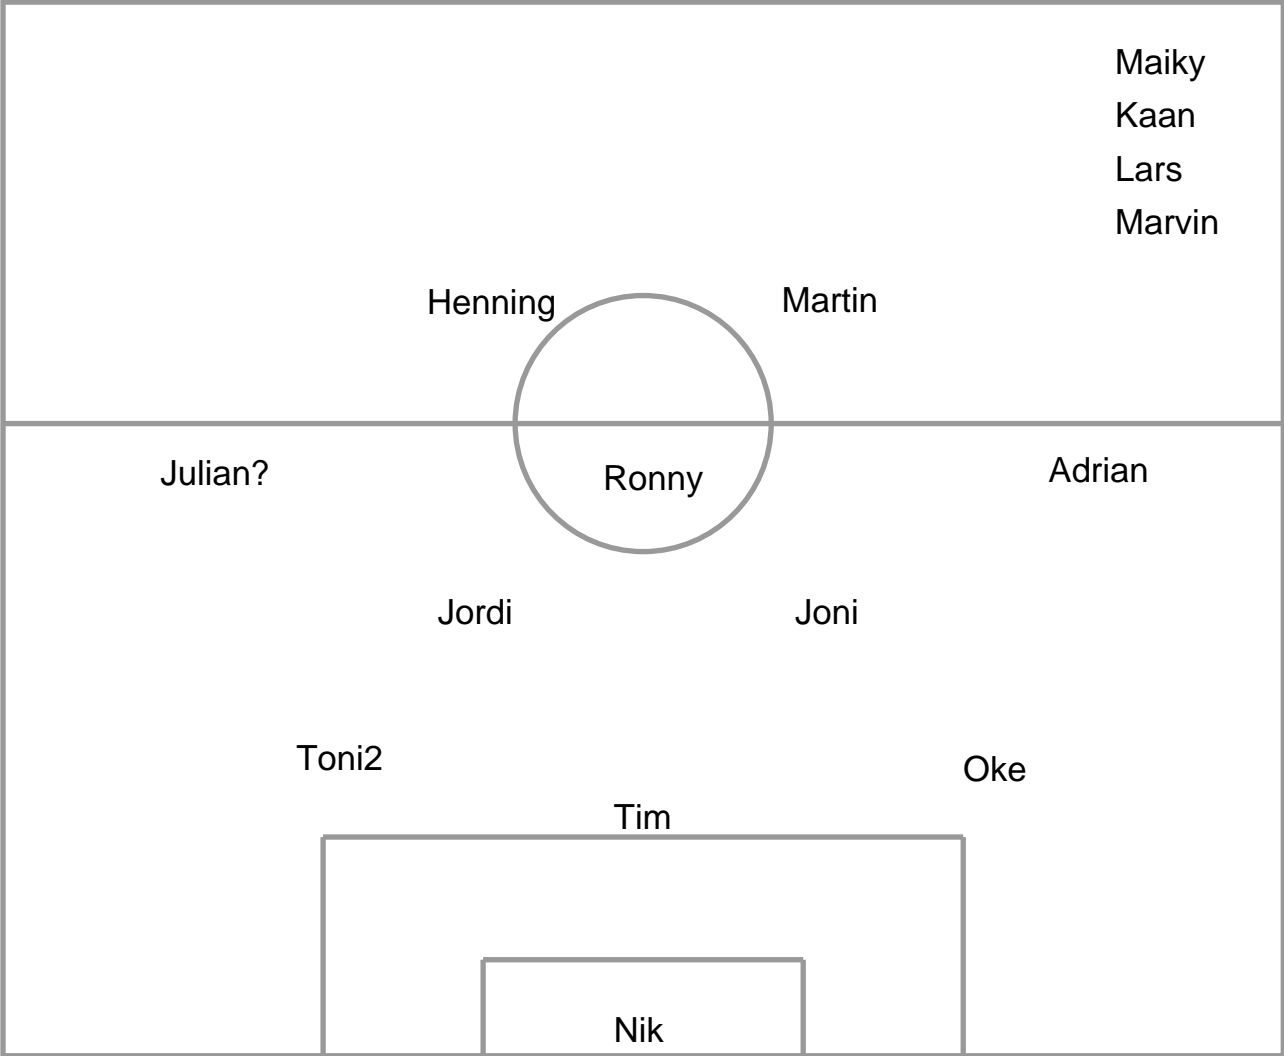 Maiky
Kaan
Lars
Marvin
Henning
Martin
Julian?
Ronny
Adrian
Jordi
Joni
Toni2
Oke
Tim
Nik